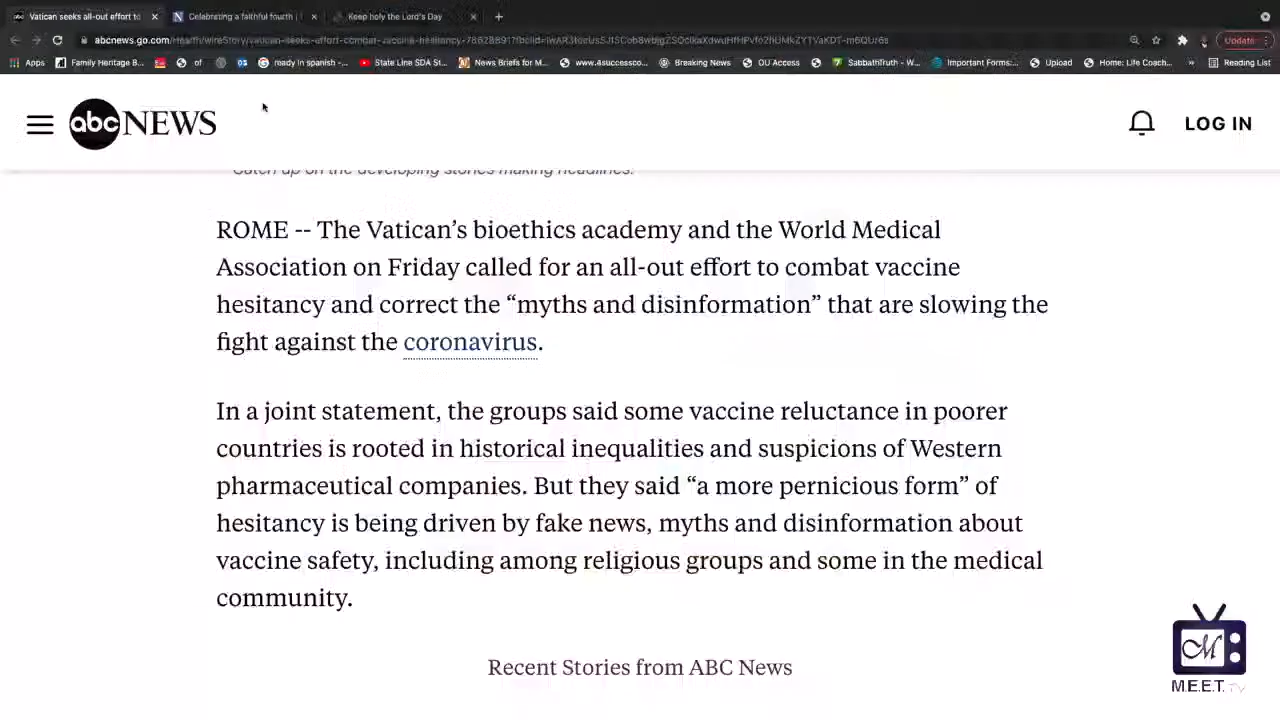 Vatican seeks all-out effort to
Celebrating a faithful fourth |
Keep holy the Lord's Day
Update
Apps
Family Heritage B...
of
ready in spanish -...
State Line SDA St...
News Briefs for M...
www.4successco...
Breaking News
OU Access
SabbathTruth - W...
Important Forms:...
Upload
Home: Life Coach...
»
Reading List
abc NEWS
LOG IN
Catch up on the developing stories making headlines.
ROME -- The Vatican's bioethics academy and the World Medical
Association on Friday called for an all-out effort to combat vaccine
hesitancy and correct the “myths and disinformation” that are slowing the
fight against the coronavirus.
In a joint statement, the groups said some vaccine reluctance in poorer
countries is rooted in historical inequalities and suspicions of Western
pharmaceutical companies. But they said “a more pernicious form” of
hesitancy is being driven by fake news, myths and disinformation about
vaccine safety, including among religious groups and some in the medical
community.
Recent Stories from ABC News
M
M.E.E.T. TV